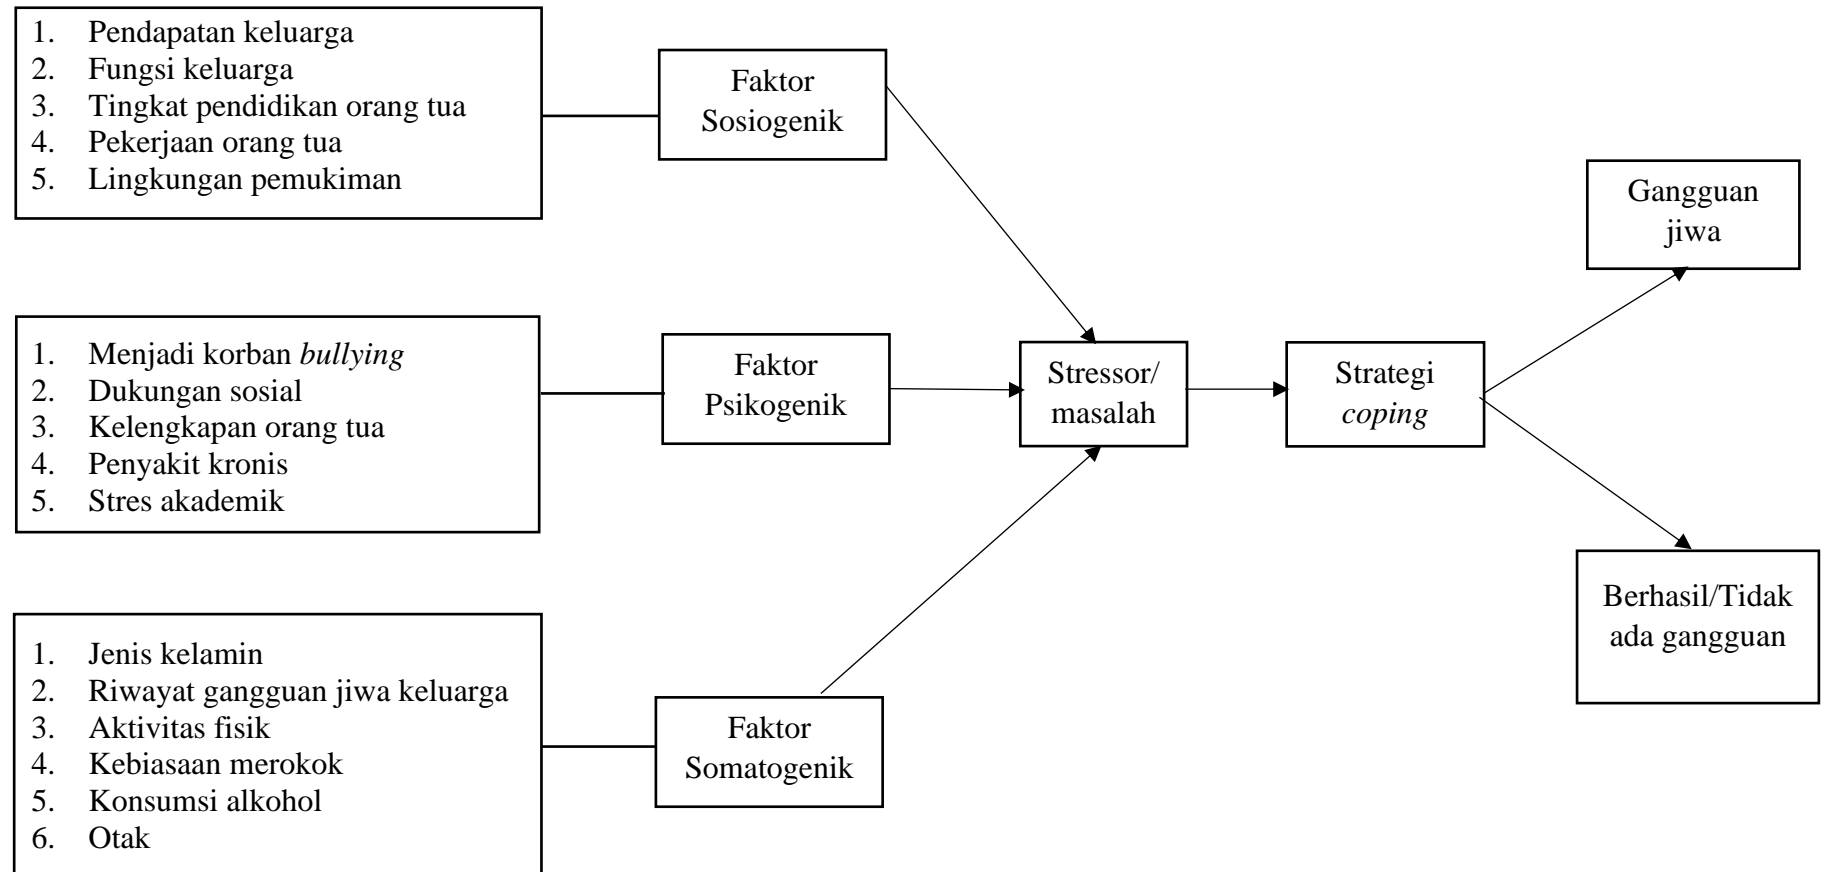 1. Pendapatan keluarga
2. Fungsi keluarga
3. Tingkat pendidikan orang tua
4. Pekerjaan orang tua
5. Lingkungan pemukiman
Faktor
Sosiogenik
1. Menjadi korban bullying
2. Dukungan sosial
3. Kelengkapan orang tua
4. Penyakit kronis
5. Stres akademik
Faktor
Psikogenik
1. Jenis kelamin
2. Riwayat gangguan jiwa keluarga
3. Aktivitas fisik
4. Kebiasaan merokok
5. Konsumsi alkohol
6. Otak
Faktor
Somatogenik
Stressor/
masalah
Strategi
coping
Gangguan
jiwa
Berhasil/Tidak
ada gangguan